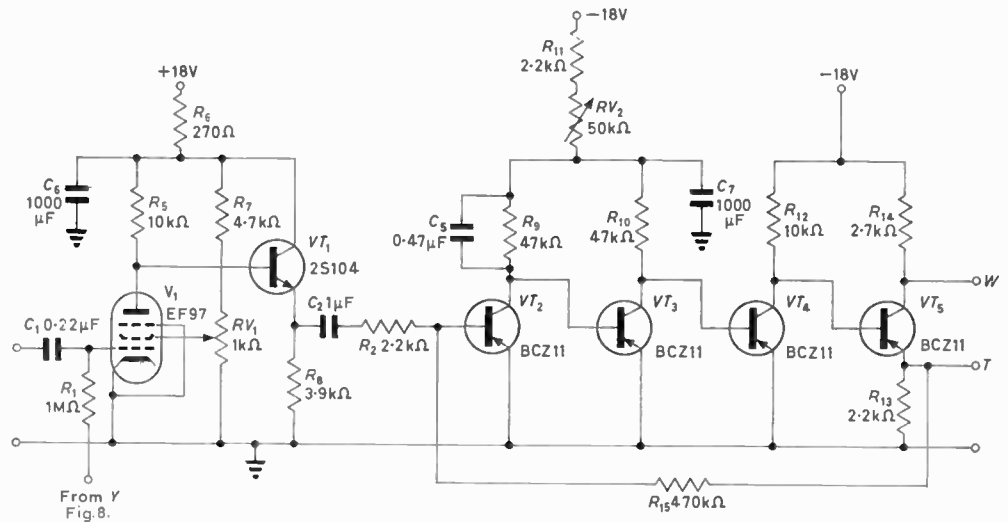 -18V
R11
2·2kΩ
+18V
-18V
R6
270Ω
RV2
50kΩ
C6
1000
µF
R5
10kΩ
R7
4·7kΩ
C5
0·47µF
R9
47kΩ
R10
47kΩ
C7
1000
µF
R12
10kΩ
R14
2·7kΩ
VT1
2S104
V1
EF97
C1 0·22µF
RV1
1kΩ
C2 1µF
R2 2·2kΩ
VT2
BCZ11
VT3
BCZ11
VT4
BCZ11
VT5
BCZ11
W
T
R1
1MΩ
R8
3·9kΩ
R13
2·2kΩ
From Y
Fig.8.
R15 470kΩ